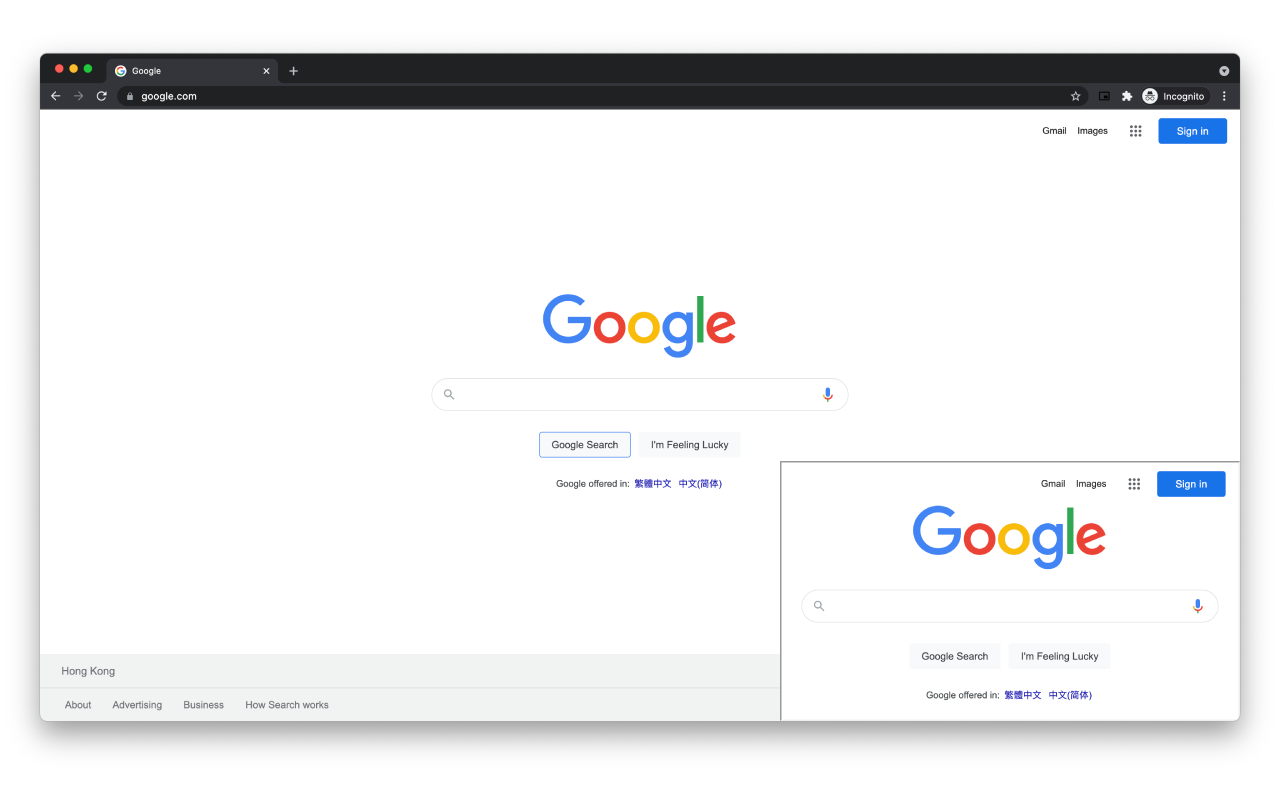 Google
google.com
Incognito
Gmail Images Sign in
Google
Google Search I'm Feeling Lucky
Google offered in: 繁體中文 中文(简体)
Hong Kong
About Advertising Business How Search works
Gmail Images Sign in
Google
Google Search I'm Feeling Lucky
Google offered in: 繁體中文 中文(简体)